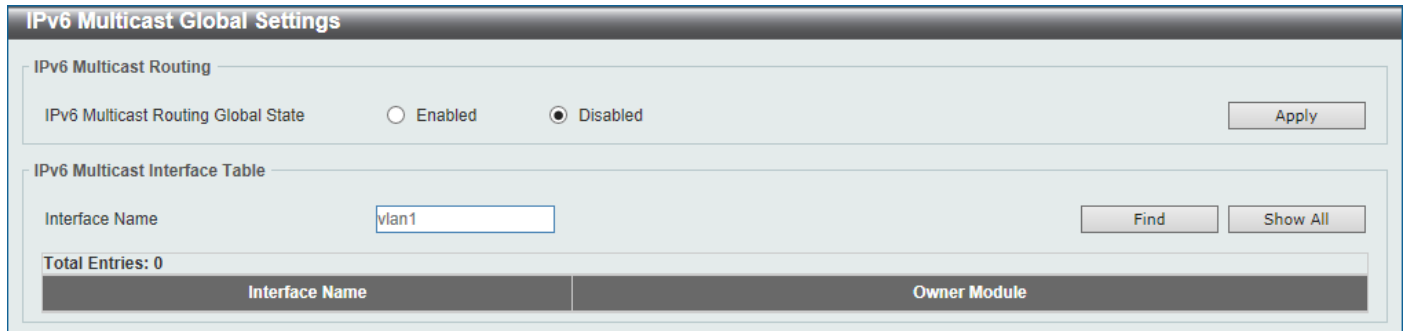 IPv6 Multicast Global Settings
IPv6 Multicast Routing
IPv6 Multicast Routing Global State Enabled Disabled Apply
IPv6 Multicast Interface Table
Interface Name vlan1 Find Show All
Total Entries: 0
Interface Name Owner Module